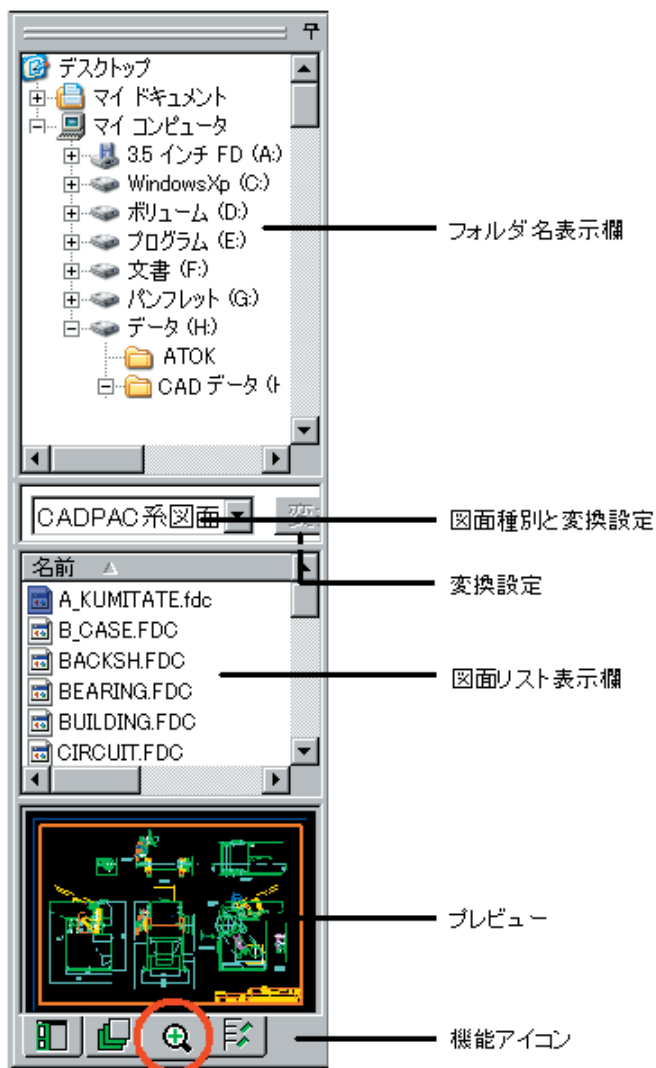 デスクトップ
マイ ドキュメント
マイ コンピュータ
3.5 インチ FD (A:)
WindowsXp (C:)
ボリューム (D:)
プログラム (E:)
文書 (F:)
パンフレット (G:)
データ (H:)
ATOK
CAD データ (H
フォルダ名表示欄
CADPAC系図面
変
図面種別と変換設定
変換設定
名前
A_KUMITATE.fdc
B_CASE.FDC
BACKSH.FDC
BEARING.FDC
BUILDING.FDC
CIRCUIT.FDC
図面リスト表示欄
プレビュー
機能アイコン